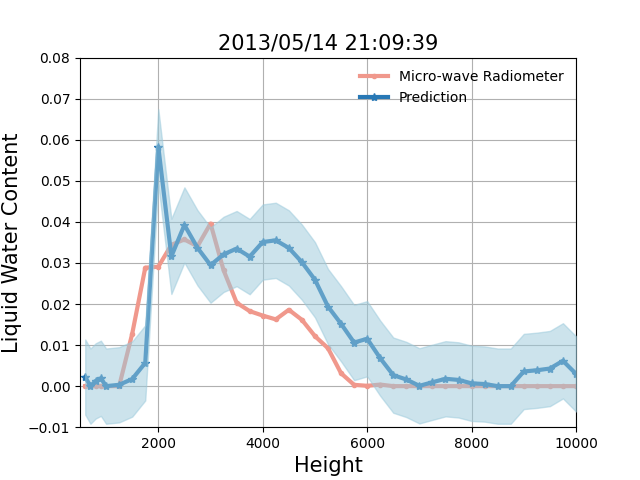 2013/05/14 21:09:39
Liquid Water Content
0.08
0.07
0.06
0.05
0.04
0.03
0.02
0.01
0.00
−0.01
Micro-wave Radiometer
Prediction
2000 4000 6000 8000 10000
Height